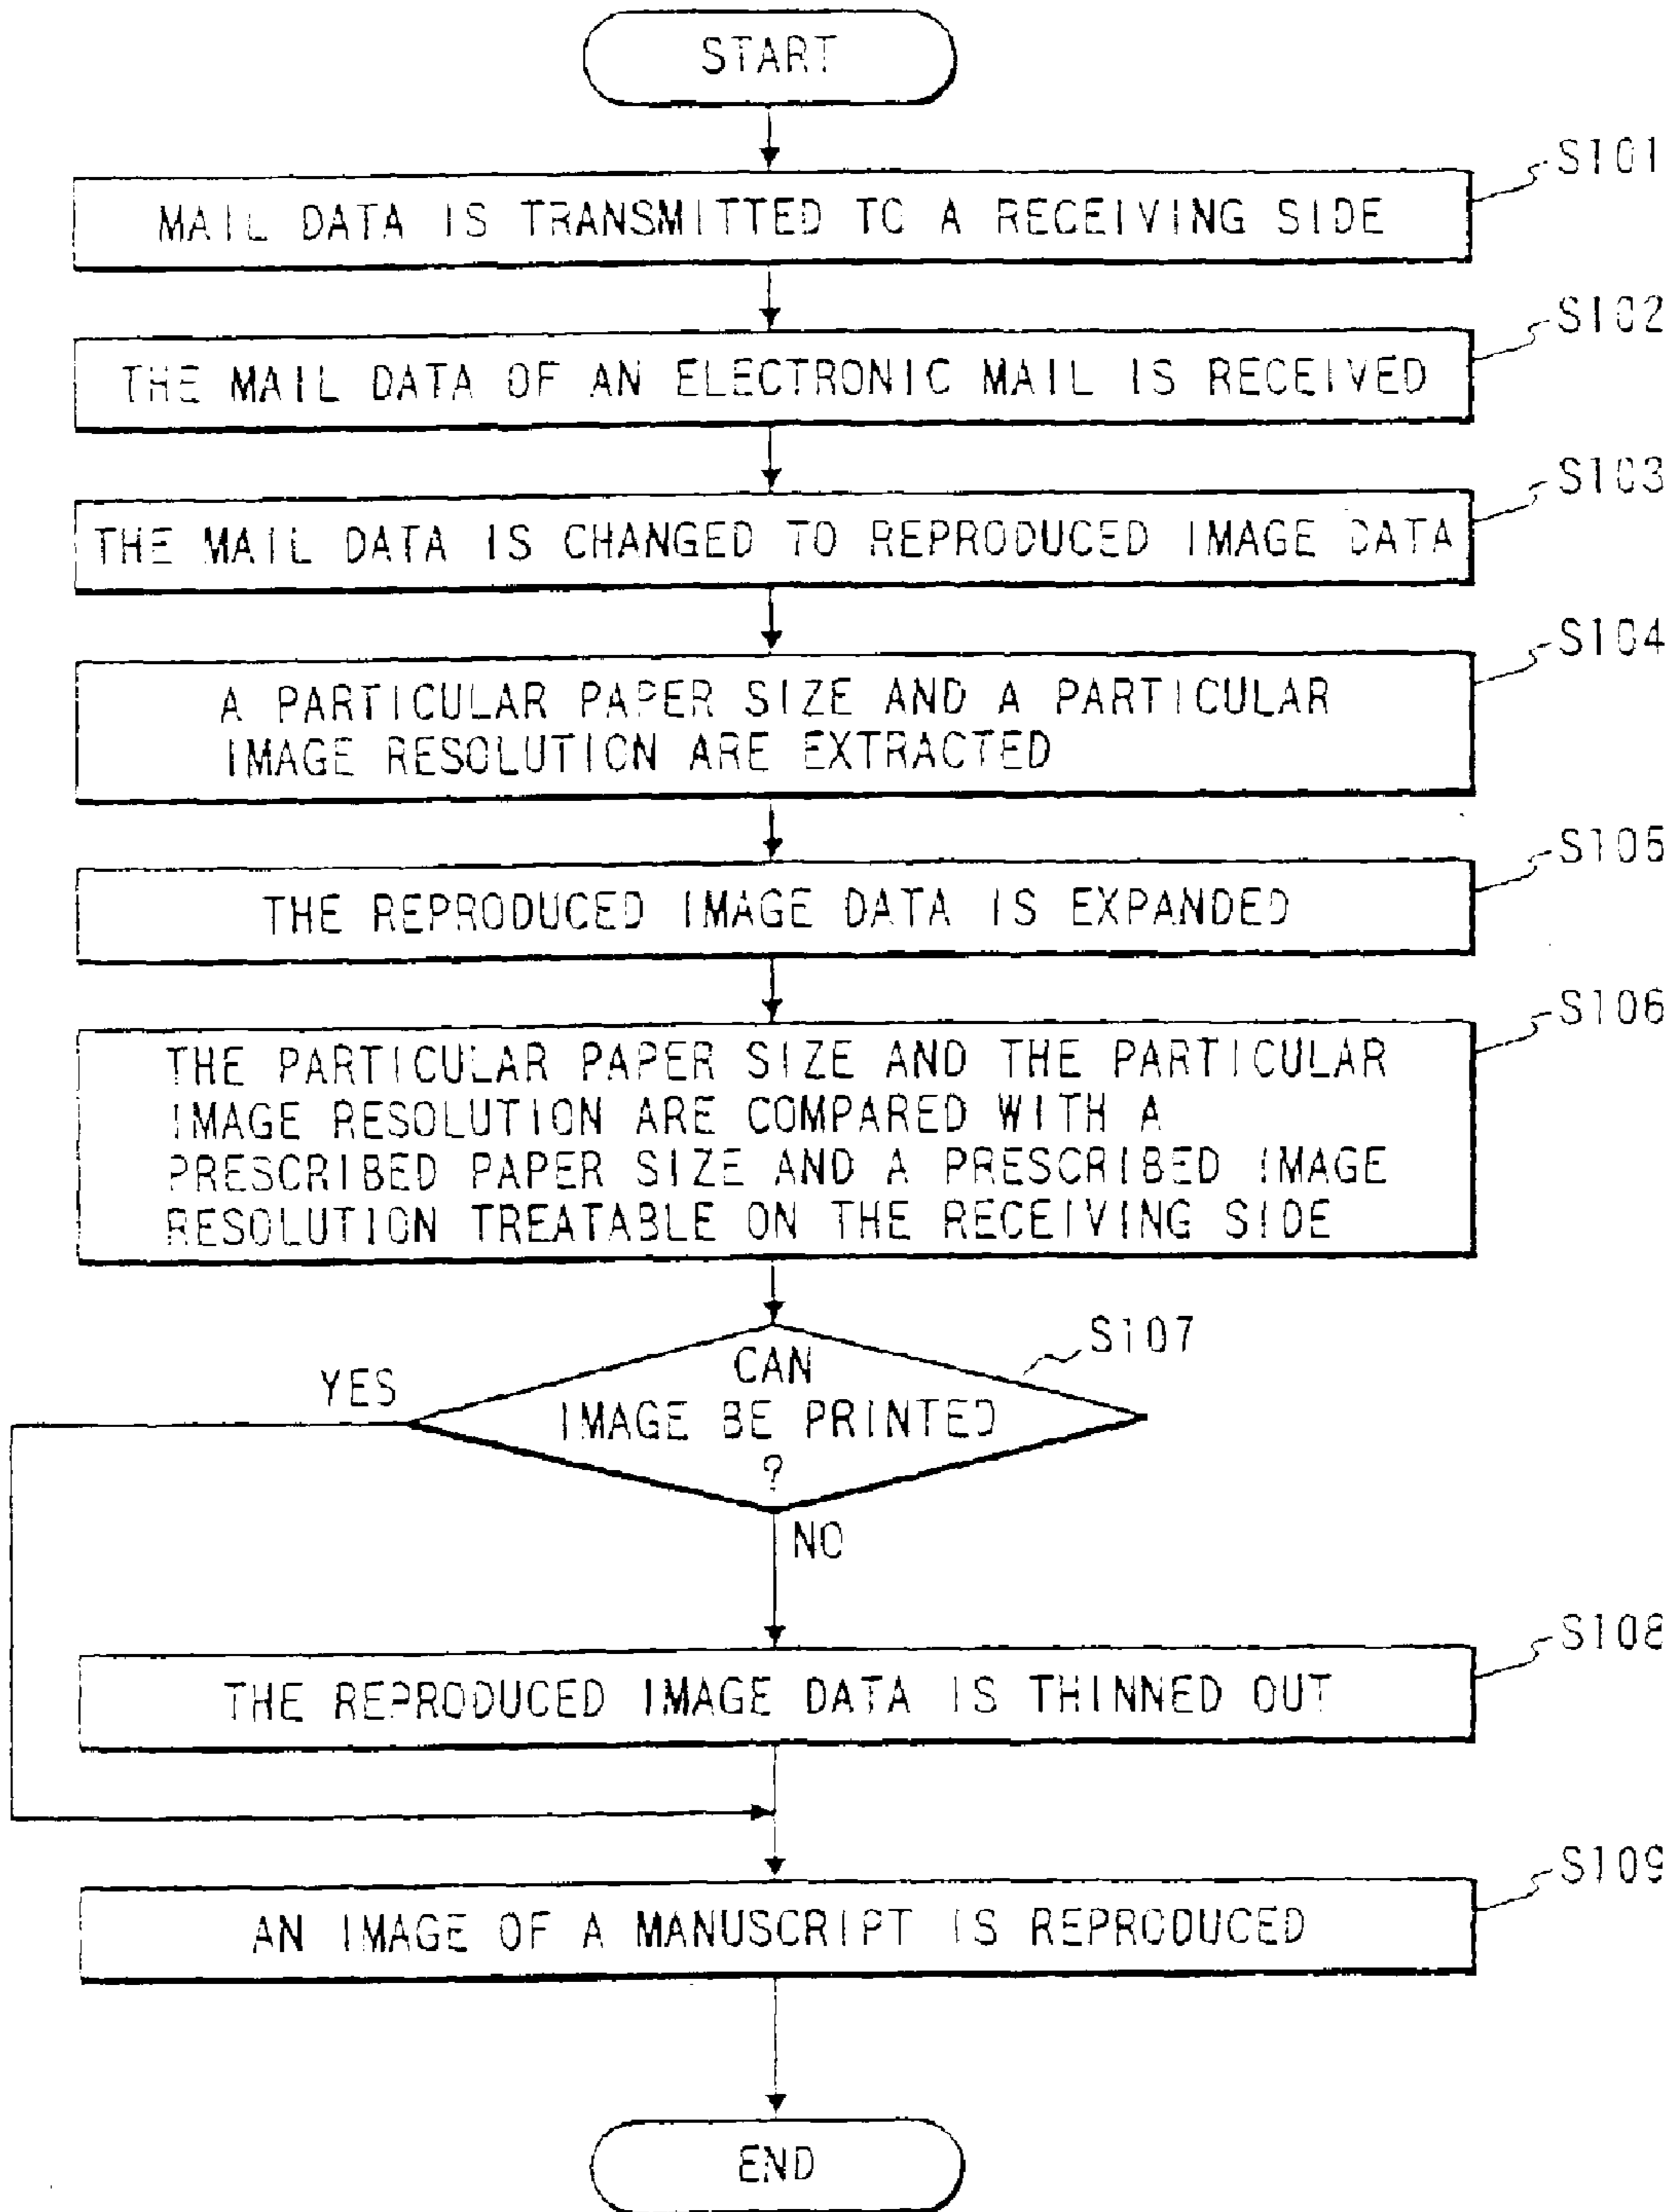 START
S101
MAIL DATA IS TRANSMITTED TO A RECEIVING SIDE
S102
THE MAIL DATA OF AN ELECTRONIC MAIL IS RECEIVED
S103
THE MAIL DATA IS CHANGED TO REPRODUCED IMAGE DATA
S104
A PARTICULAR PAPER SIZE AND A PARTICULAR
IMAGE RESOLUTION ARE EXTRACTED
S105
THE REPRODUCED IMAGE DATA IS EXPANDED
S106
THE PARTICULAR PAPER SIZE AND THE PARTICULAR
IMAGE RESOLUTION ARE COMPARED WITH A
PRESCRIBED PAPER SIZE AND A PRESCRIBED IMAGE
RESOLUTION TREATABLE ON THE RECEIVING SIDE
S107
CAN
YES
IMAGE BE PRINTED
?
NO
S108
THE REPRODUCED IMAGE DATA IS THINNED OUT
S109
AN IMAGE OF A MANUSCRIPT IS REPRODUCED
END